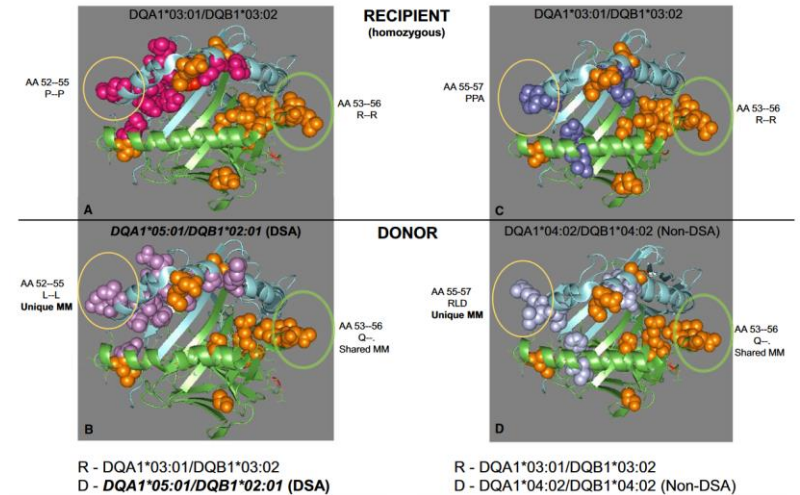 DQA1*03:01/DQB1*03:02
RECIPIENT
(homozygous)
DQA1*03:01/DQB1*03:02
AA 52--55
P--P
AA 53--56
R--R
A
AA 55-57
PPA
AA 53--56
R--R
C
DQA1*05:01/DQB1*02:01 (DSA)
DONOR
DQA1*04:02/DQB1*04:02 (Non-DSA)
AA 52--55
L--L
Unique MM
AA 53--56
Q--.
Shared MM
B
AA 55-57
RLD
Unique MM
AA 53--56
Q--.
Shared MM
D
R - DQA1*03:01/DQB1*03:02
D - DQA1*05:01/DQB1*02:01 (DSA)
R - DQA1*03:01/DQB1*03:02
D - DQA1*04:02/DQB1*04:02 (Non-DSA)